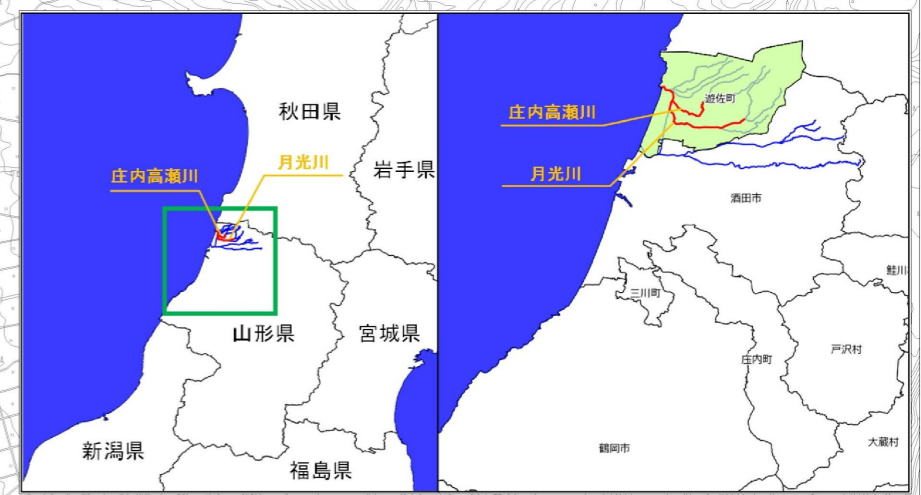 秋田県
月光川
庄内高瀬川
岩手県
山形県
宮城県
新潟県
福島県
遊佐町
庄内高瀬川
月光川
酒田市
鮭川
三川町
戸沢村
庄内町
大蔵村
鶴岡市